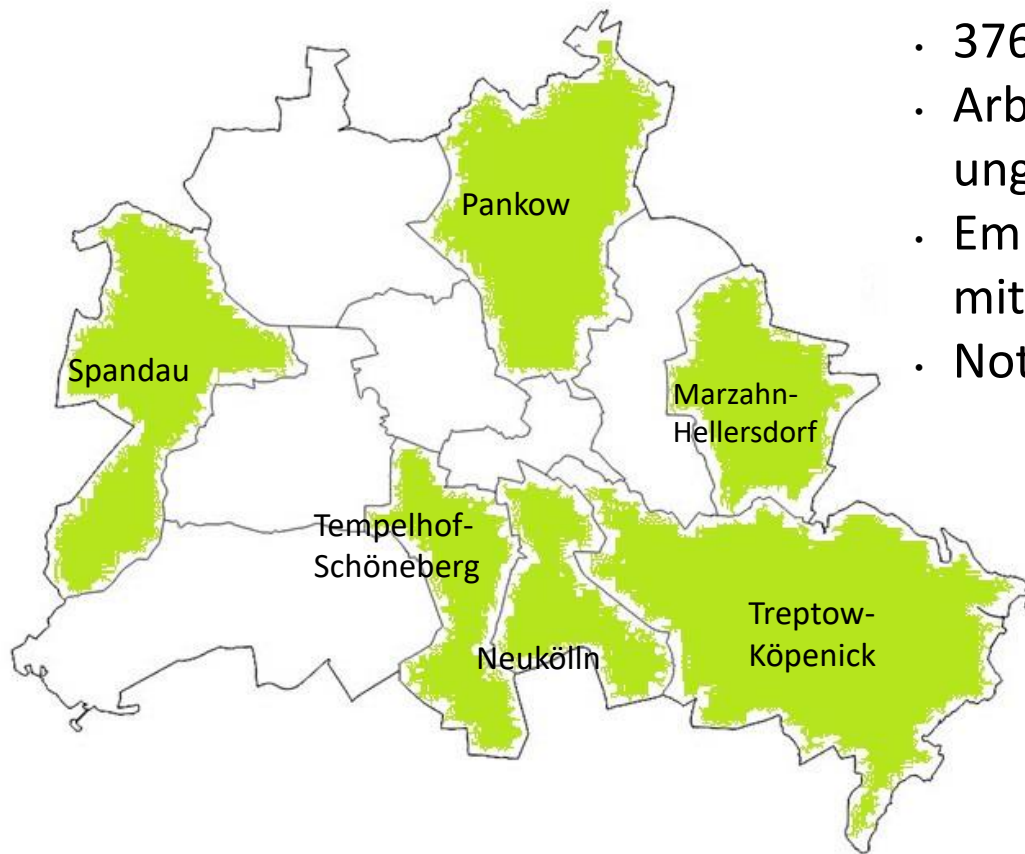 Pankow
Spandau
Marzahn-
Hellersdorf
Tempelhof-
Schöneberg
Neukölln
Treptow-
Köpenick
• 376
• Arb
ung
• Em
mit
• Not